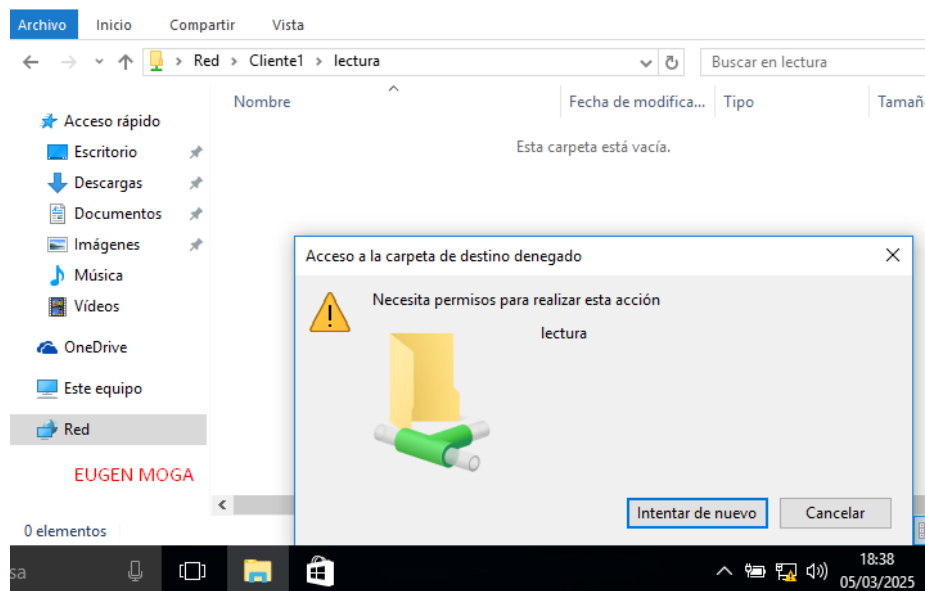 Archivo Inicio Compartir Vista
Red > Cliente1 > lectura
Buscar en lectura
Nombre Fecha de modifica... Tipo Tamañ
Acceso rápido
Escritorio
Descargas
Documentos
Imágenes
Música
Vídeos
OneDrive
Este equipo
Red
EUGEN MOGA
0 elementos
Esta carpeta está vacía.
Acceso a la carpeta de destino denegado
Necesita permisos para realizar esta acción
lectura
Intentar de nuevo Cancelar
sa
18:38
05/03/2025